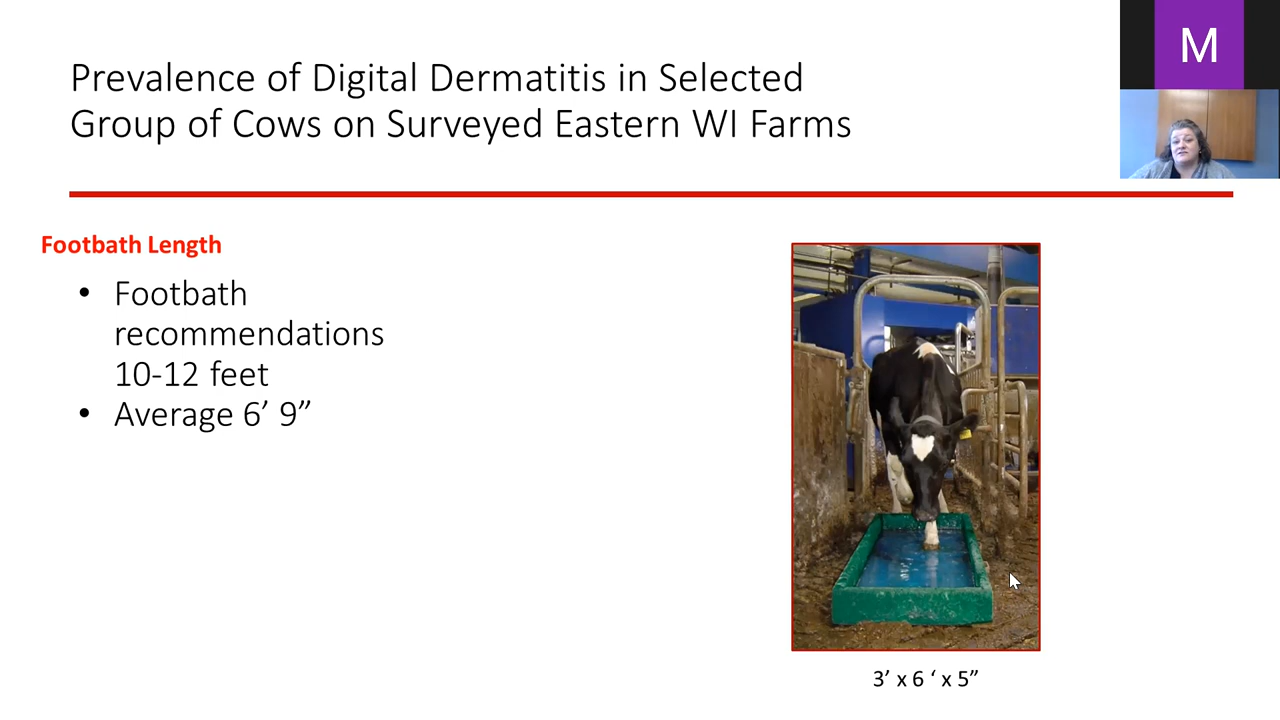 Prevalence of Digital Dermatitis in Selected
Group of Cows on Surveyed Eastern WI Farms
M
Footbath Length
• Footbath
recommendations
10-12 feet
• Average 6’ 9”
3’ x 6 ‘ x 5”